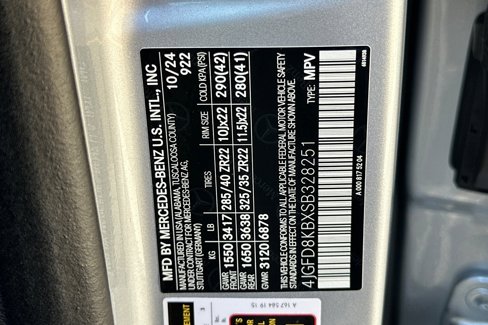 MFD BY MERCEDES-BENZ U.S. INTL., INC
MANUFACTURED IN USA (ALABAMA, TUSCALOOSA COUNTY)
UNDER CONTRACT FOR MERCEDES-BENZ AG,
STUTTGART (GERMANY)
10/24
922
KG LB TIRES RIM SIZE COLD KPA (PSI)
GAWR FRONT 1550 3417 285/40 ZR22 10Jx22 290(42)
GAWR REAR 1650 3638 325/35 ZR22 11.5Jx22 280(41)
GVWR 3120 6878
THIS VEHICLE CONFORMS TO ALL APPLICABLE FEDERAL MOTOR VEHICLE SAFETY
AND THEFT PREVENTION STANDARDS IN EFFECT ON THE DATE OF MANUFACTURE SHOWN ABOVE.
4JGFD8KBXSB328251 TYPE: MPV
A 000 817 52 04
A 167 584 19 15